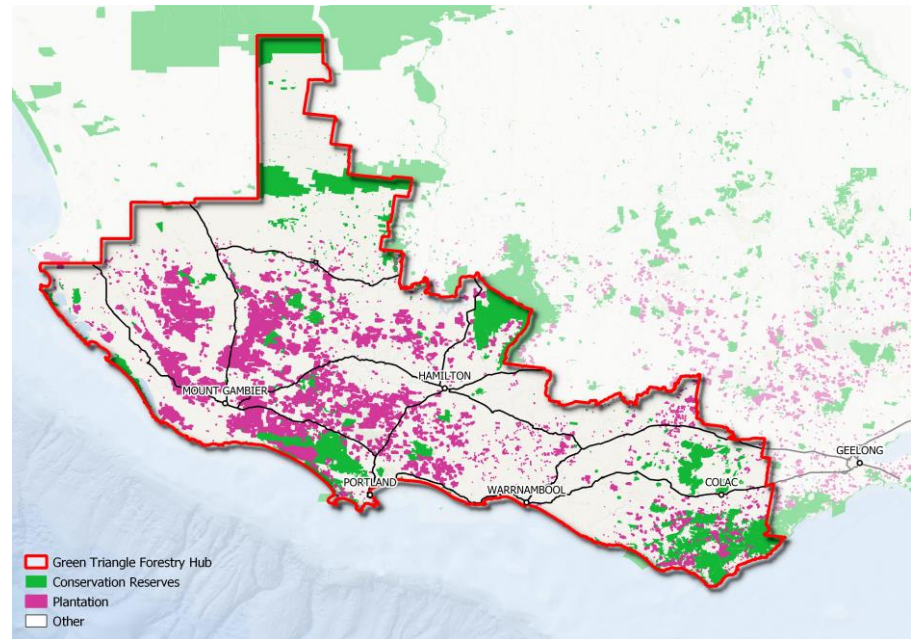 HAMILTON
MOUNT GAMBIER
GEELONG
PORTLAND
WARRNAMBOOL
COLAC
Green Triangle Forestry Hub
Conservation Reserves
Plantation
Other